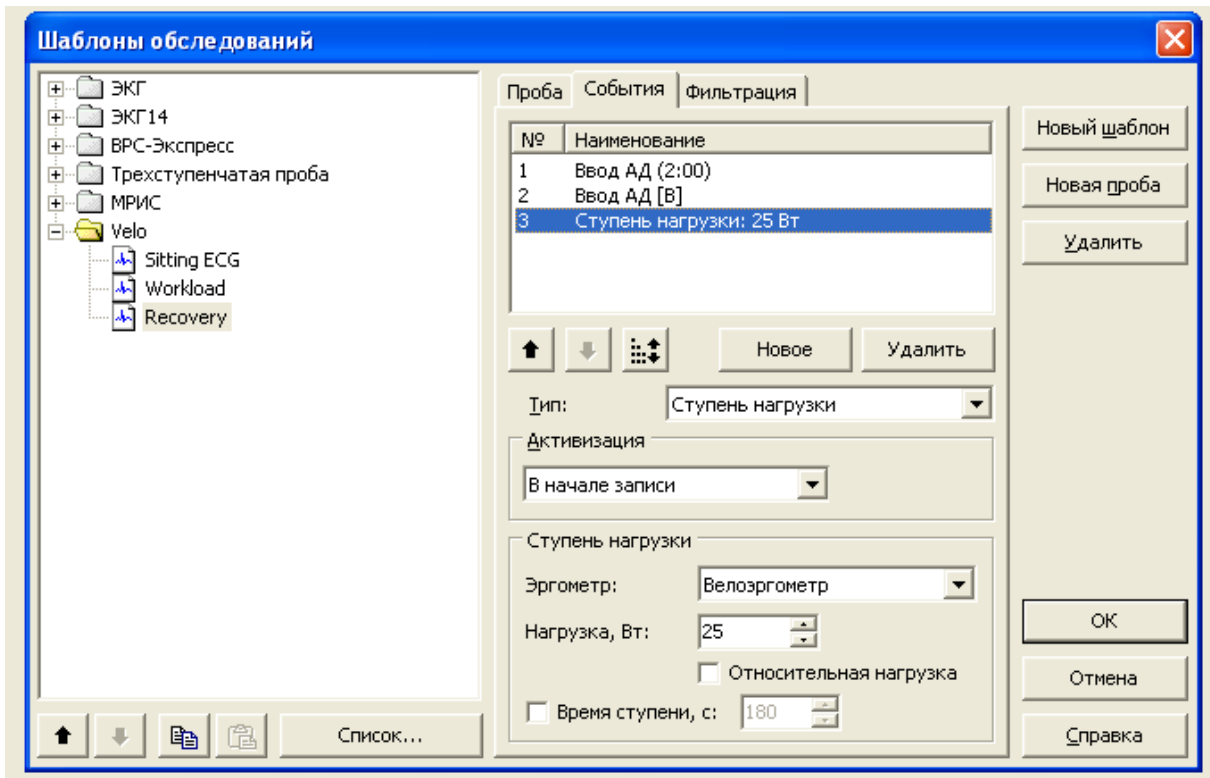 Шаблоны обследований
ЭКГ
ЭКГ14
ВРС-Экспресс
Трехступенчатая проба
МРИС
Velo
Sitting ECG
Workload
Recovery
Список...
Проба События Фильтрация
№ Наименование
1 Ввод АД (2:00)
2 Ввод АД [В]
3 Ступень нагрузки: 25 Вт
Новое Удалить
Тип: Ступень нагрузки
Активизация
В начале записи
Ступень нагрузки
Эргометр: Велоэргометр
Нагрузка, Вт: 25
Относительная нагрузка
Время ступени, с: 180
Новый шаблон
Новая проба
Удалить
ОК
Отмена
Справка